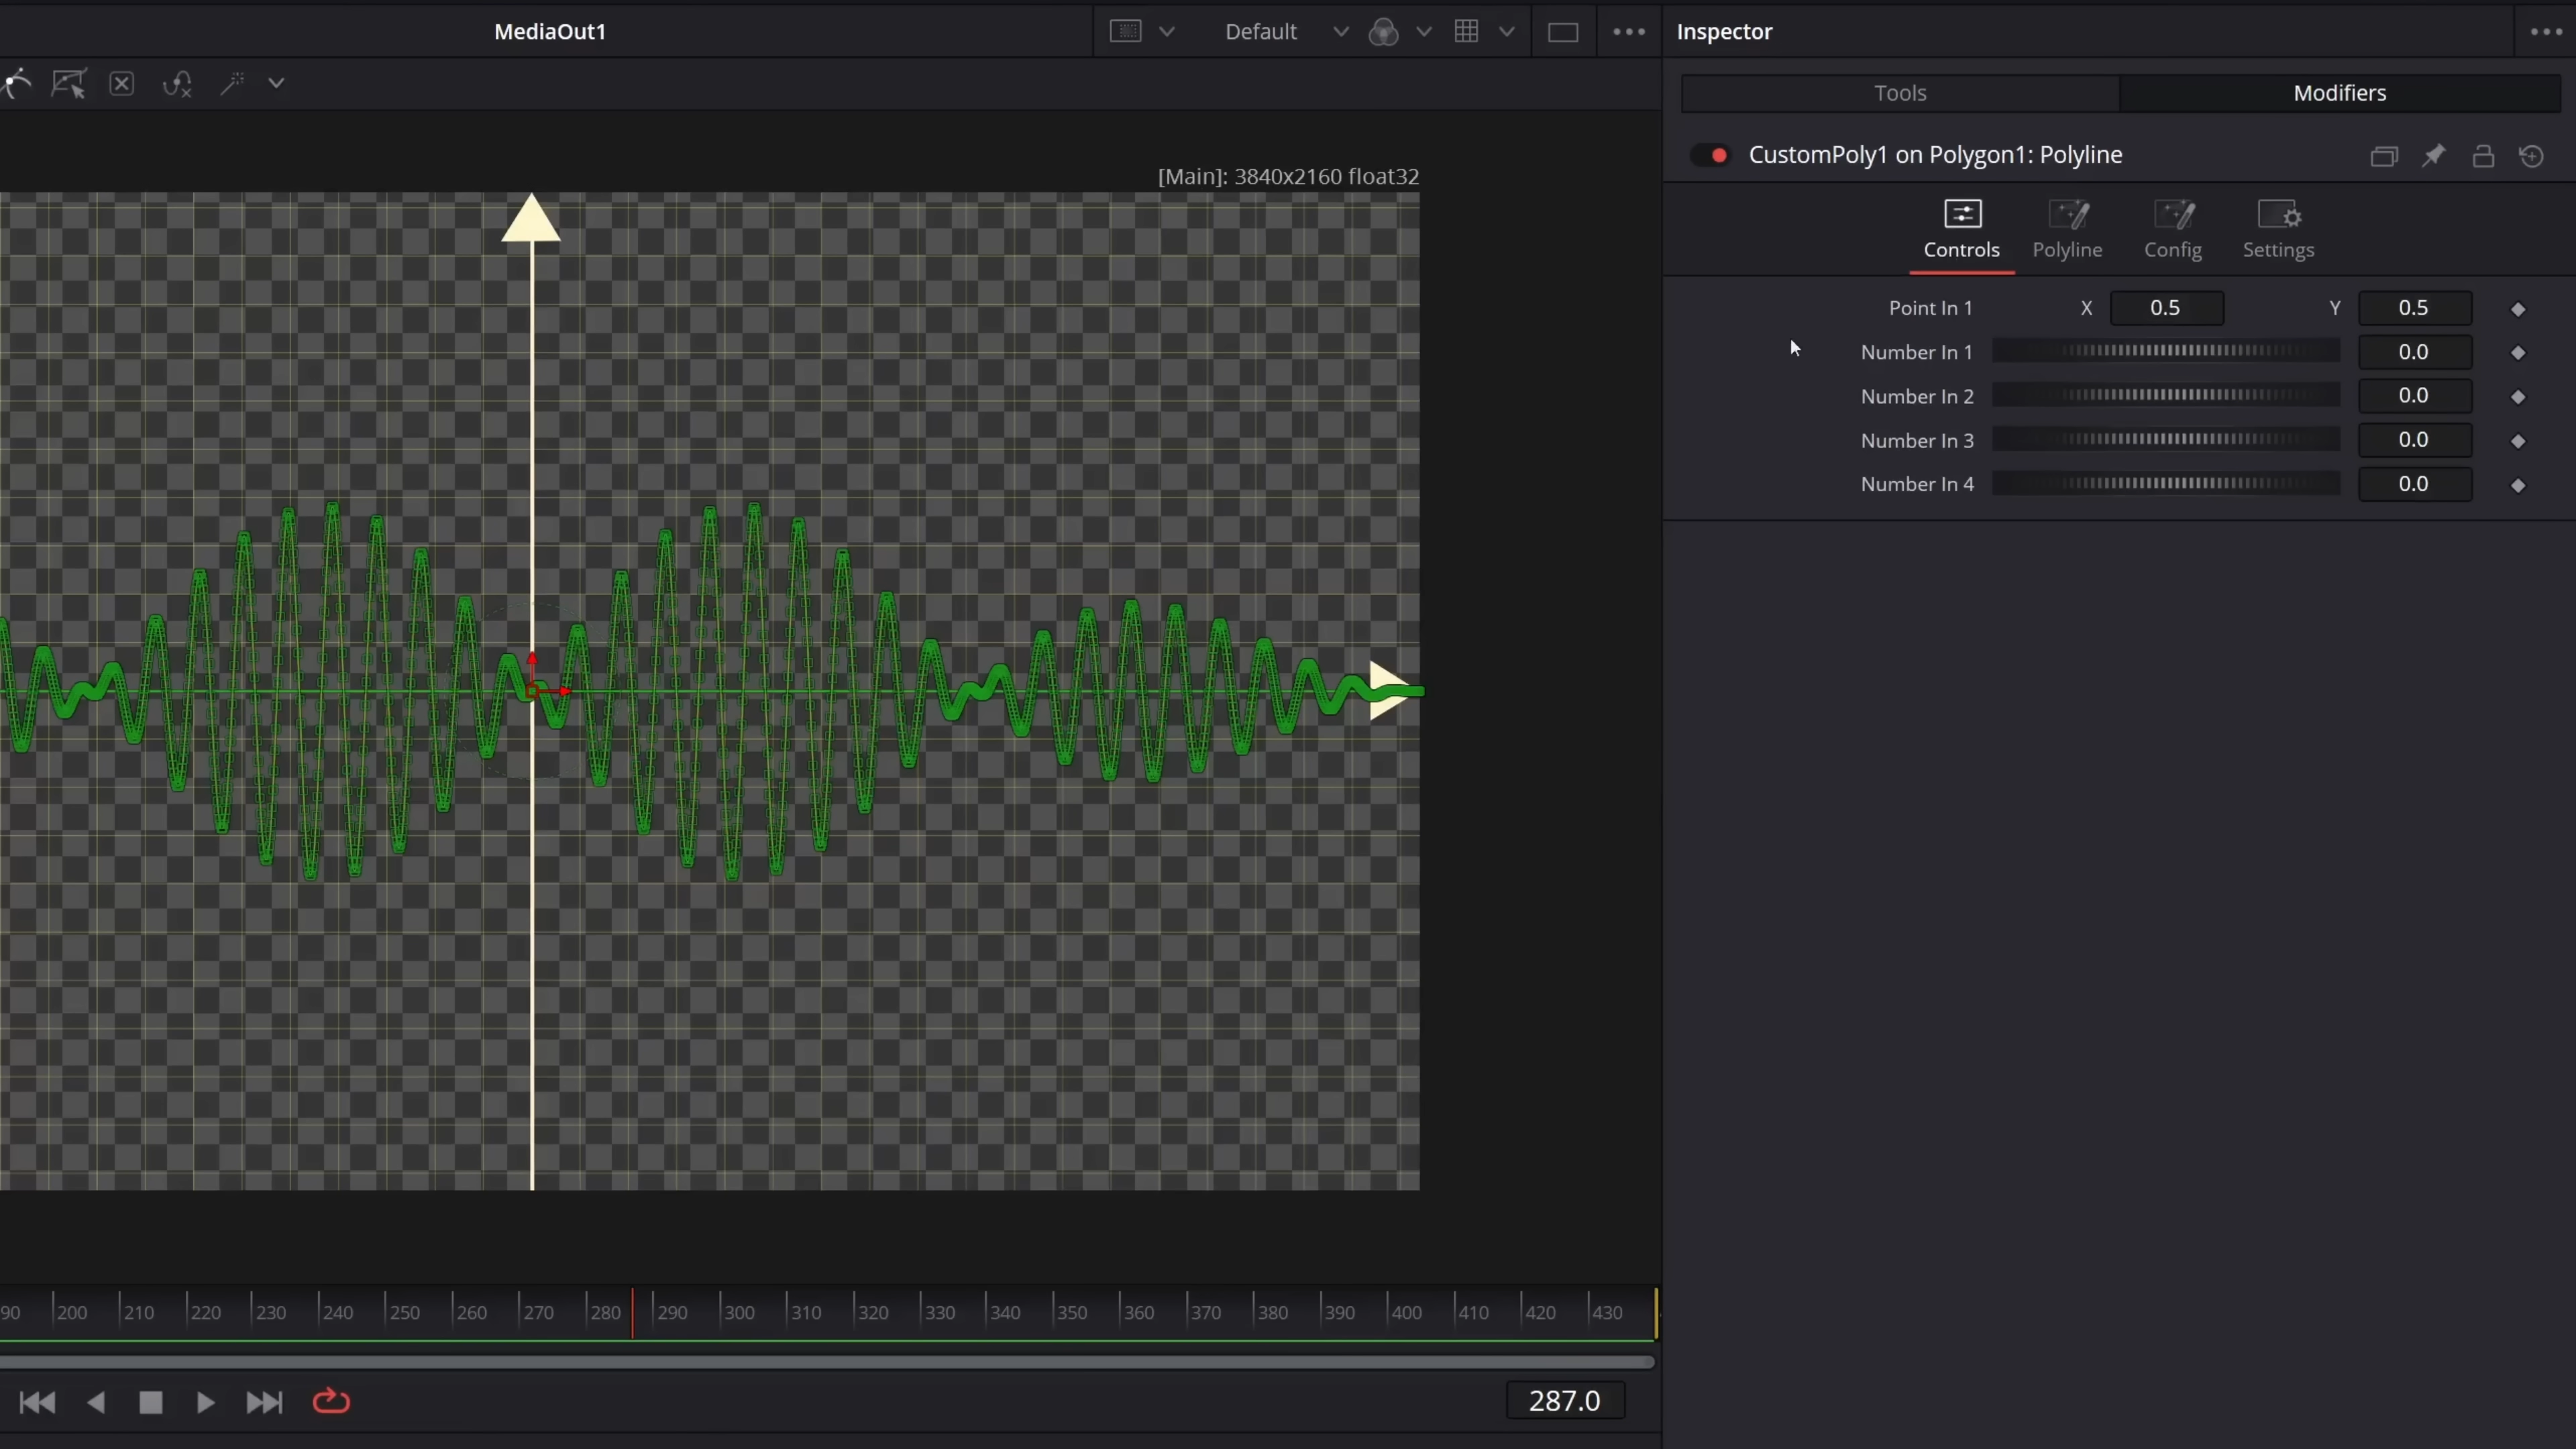 MediaOut1
Default
Inspector
Tools
Modifiers
[Main]: 3840x2160 float32
CustomPoly1 on Polygon1: Polyline
Controls
Polyline
Config
Settings
Point In 1 X 0.5 Y 0.5
Number In 1 0.0
Number In 2 0.0
Number In 3 0.0
Number In 4 0.0
90 200 210 220 230 240 250 260 270 280 290 300 310 320 330 340 350 360 370 380 390 400 410 420 430
287.0